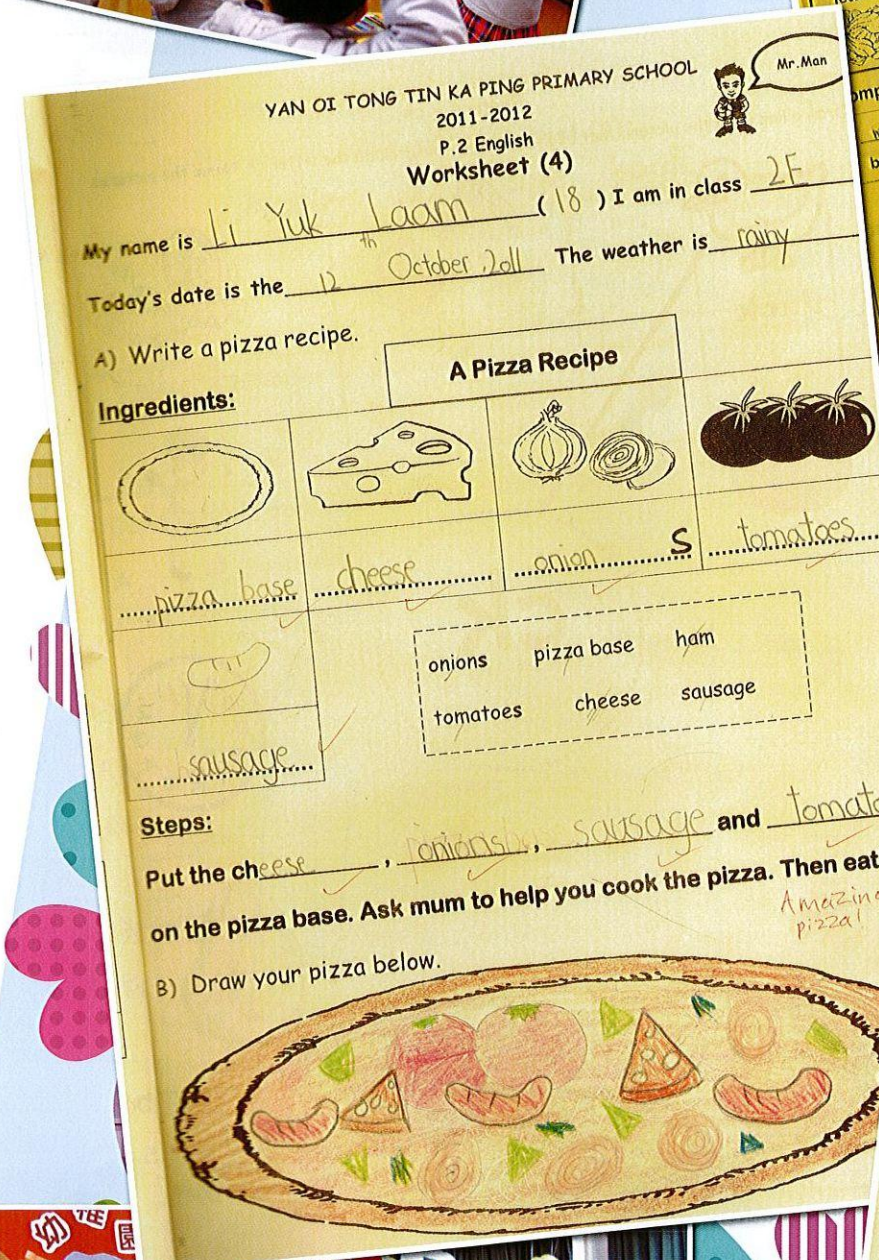 YAN OI TONG TIN KA PING PRIMARY SCHOOL
Mr.Man
2011-2012
P.2 English
Worksheet (4)
My name is Li Yuk Laam (18) I am in class 2F
Today's date is the 12th October, 2011 The weather is rainy
A) Write a pizza recipe.
A Pizza Recipe
Ingredients:
pizza base cheese onion s tomatoes
onions pizza base ham
tomatoes cheese sausage
sausage
Steps:
Put the cheese, onions, sausage and tomato
on the pizza base. Ask mum to help you cook the pizza. Then eat
Amazing
pizza!
B) Draw your pizza below.
幼 園